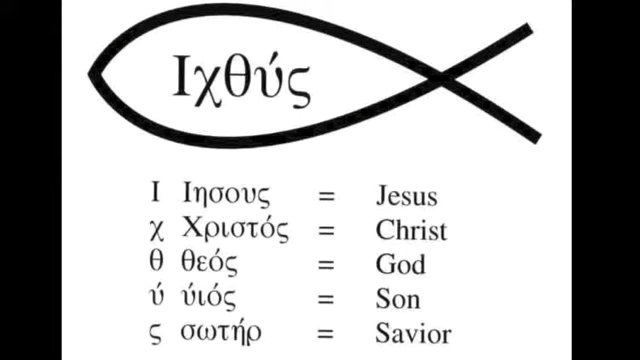 Ιχθύς
Ι Ιησους = Jesus
χ Χριστός = Christ
θ θεός = God
ύ ύιός = Son
ς σωτήρ = Savior